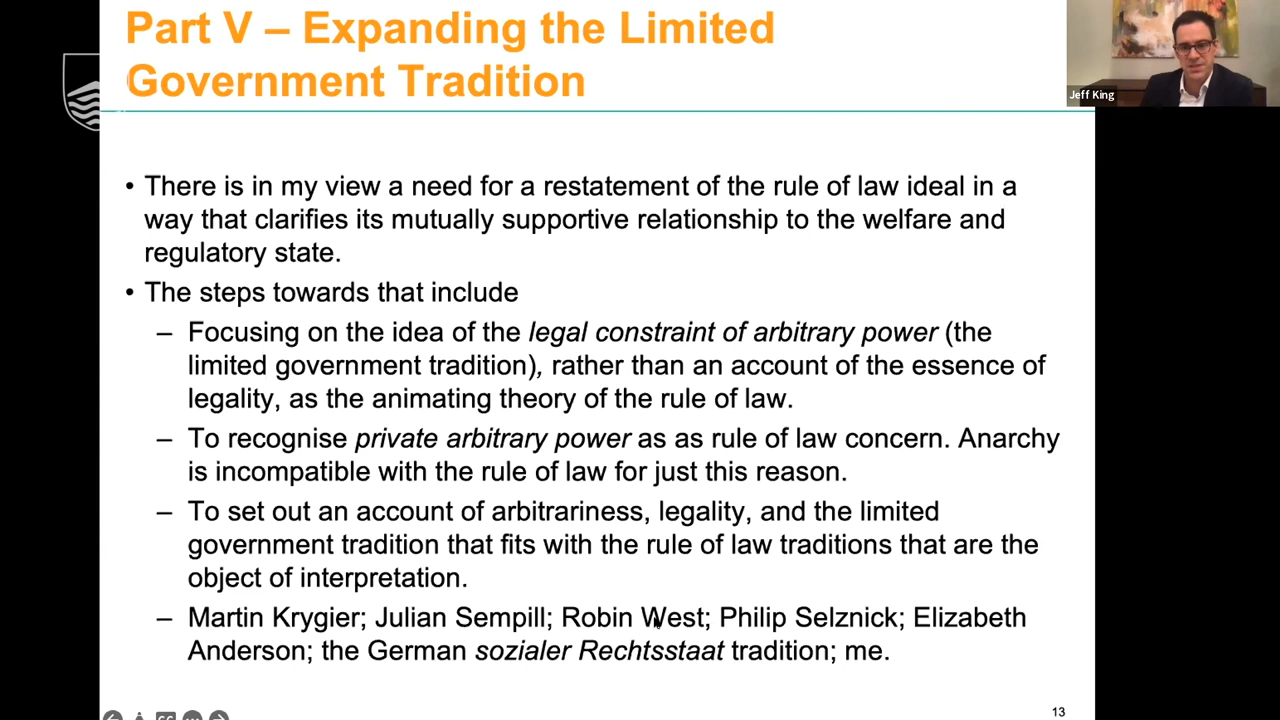 Part V – Expanding the Limited
Government Tradition
Jeff King
• There is in my view a need for a restatement of the rule of law ideal in a
way that clarifies its mutually supportive relationship to the welfare and
regulatory state.
• The steps towards that include
– Focusing on the idea of the legal constraint of arbitrary power (the
limited government tradition), rather than an account of the essence of
legality, as the animating theory of the rule of law.
– To recognise private arbitrary power as as rule of law concern. Anarchy
is incompatible with the rule of law for just this reason.
– To set out an account of arbitrariness, legality, and the limited
government tradition that fits with the rule of law traditions that are the
object of interpretation.
– Martin Krygier; Julian Sempill; Robin West; Philip Selznick; Elizabeth
Anderson; the German sozialer Rechtsstaat tradition; me.
13